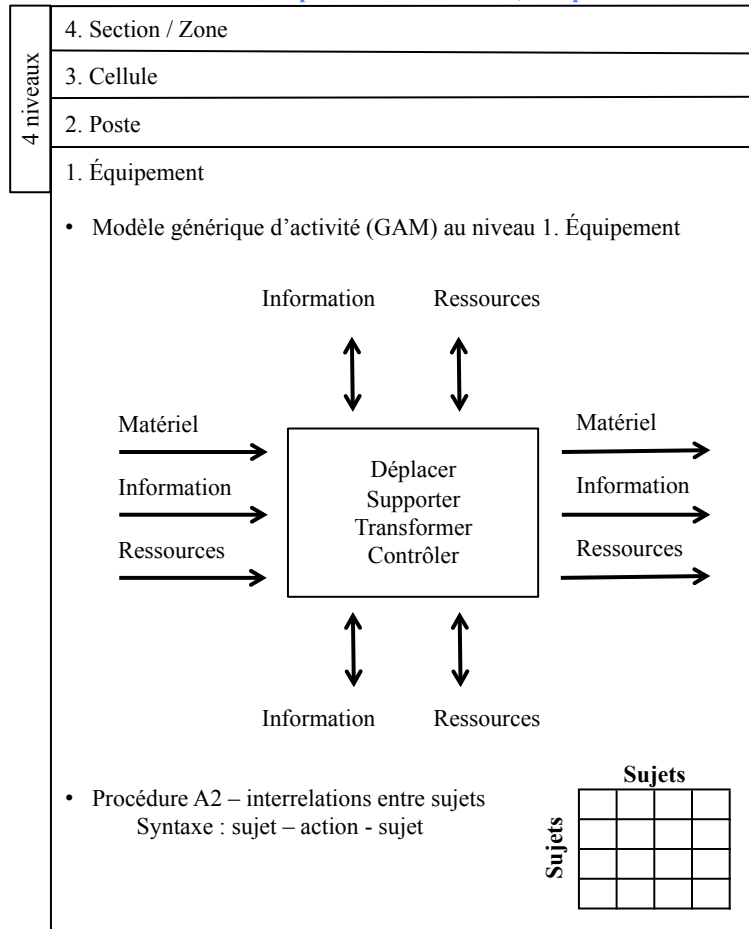 4. Section / Zone
3. Cellule
2. Poste
1. Équipement
4 niveaux
• Modèle générique d’activité (GAM) au niveau 1. Équipement
Information Ressources
Matériel
Information
Ressources
Déplacer
Supporter
Transformer
Contrôler
Matériel
Information
Ressources
Information Ressources
• Procédure A2 – interrelations entre sujets
Syntaxe : sujet – action - sujet
Sujets
Sujets